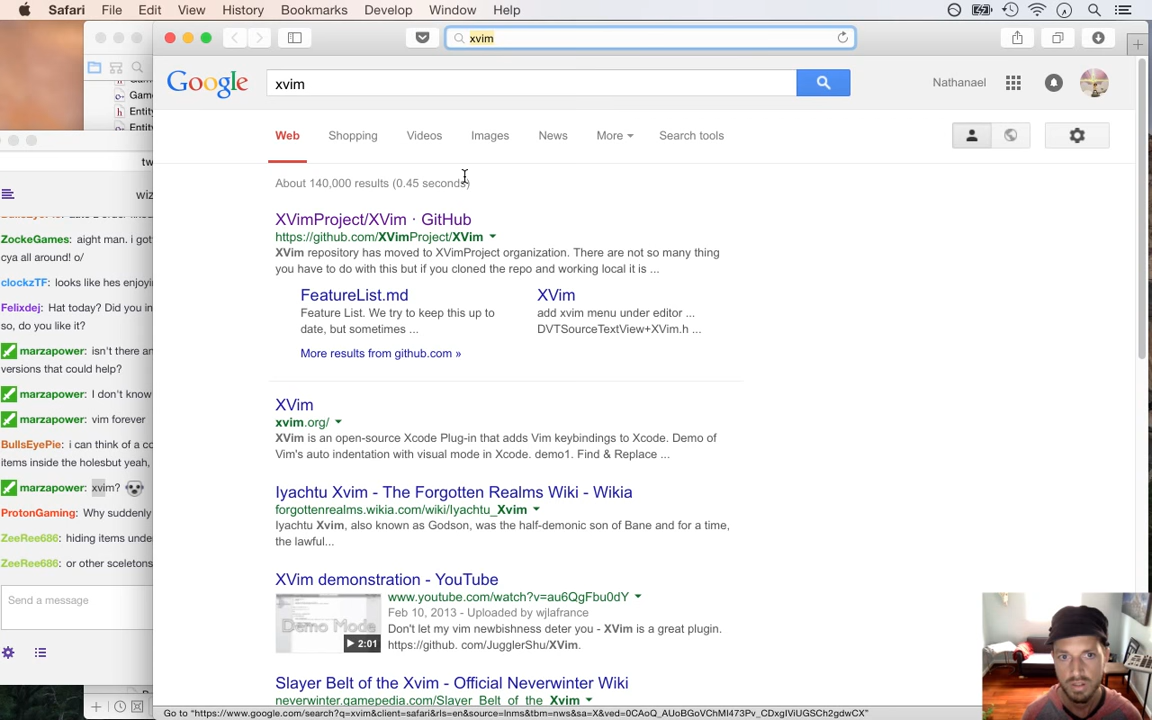 Safari File Edit View History Bookmarks Develop Window Help
xvim
Google xvim Nathanael
tw
Web Shopping Videos Images News More Search tools
About 140,000 results (0.45 seconds)
XVimProject/XVim · GitHub
https://github.com/XVimProject/XVim
XVim repository has moved to XVimProject organization. There are not so many thing
you have to do with this but if you cloned the repo and working local it is ...
FeatureList.md
Feature List. We try to keep this up to
date, but sometimes ...
XVim
add xvim menu under editor ...
DVTSourceTextView+XVim.h ...
More results from github.com »
XVim
xvim.org/
XVim is an open-source Xcode Plug-in that adds Vim keybindings to Xcode. Demo of
Vim's auto indentation with visual mode in Xcode. demo1. Find & Replace ...
Iyachtu Xvim - The Forgotten Realms Wiki - Wikia
forgottenrealms.wikia.com/wiki/Iyachtu_Xvim
Iyachtu Xvim, also known as Godson, was the half-demonic son of Bane and for a time,
the lawful...
XVim demonstration - YouTube
www.youtube.com/watch?v=au6QgFbu0dY
Feb 10, 2013 - Uploaded by wjlafrance
Don't let my vim newbishness deter you - XVim is a great plugin.
https://github. com/JugglerShu/XVim.
Demo Mode
2:01
Slayer Belt of the Xvim - Official Neverwinter Wiki
neverwinter.gamepedia.com/Slayer_Belt_of_the_Xvim
Go to "https://www.google.com/search?q=xvim&client=safari&rls=en&source=lnms&tbm=nws&sa=X&ved=0CAoQ_AUoBGoVChMI473Pv_CDxgIViUGSCh2gdwCX"
Game
Entity
Entity
wiz
ZockeGames: aight man. i got
cya all around! o/
clockzTF: looks like hes enjoyi
Felixdej: Hat today? Did you in
so, do you like it?
marzapower: isn't there an
versions that could help?
marzapower: I don't know
marzapower: vim forever
BullsEyePie: i can think of a co
items inside the holesbut yeah,
marzapower: xvim?
ProtonGaming: Why suddenly
ZeeRee686: hiding items unde
ZeeRee686: or other sceletons
Send a message